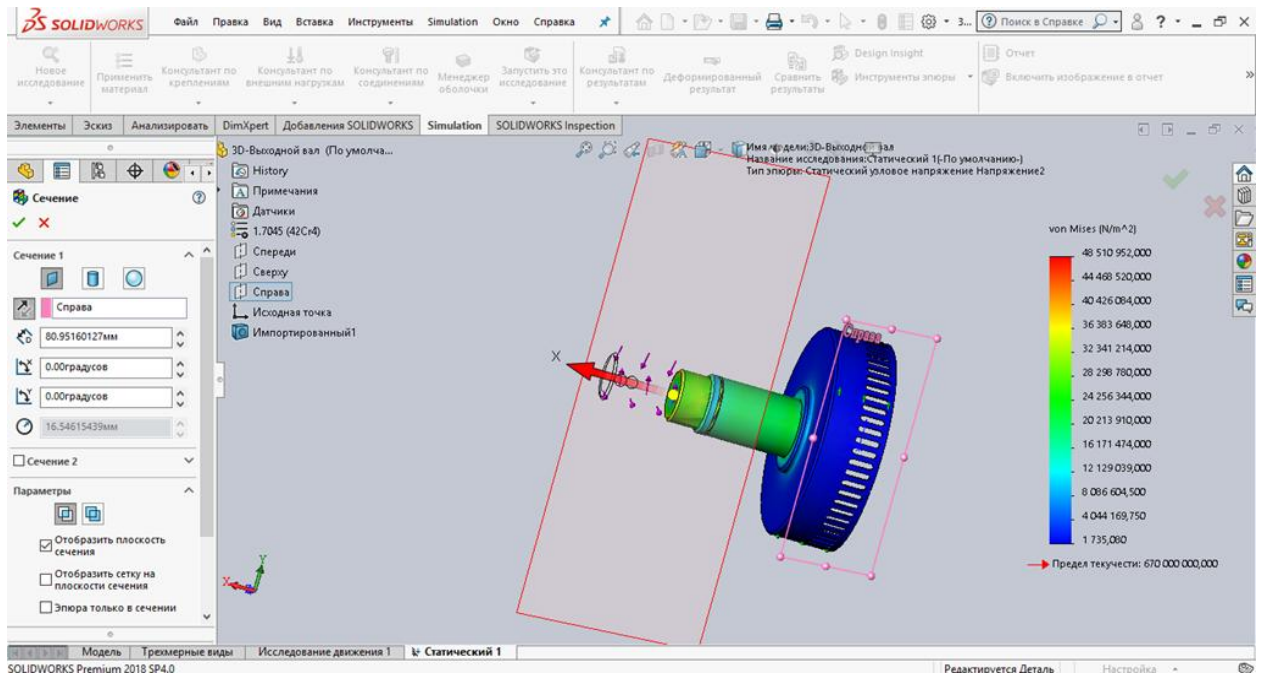 SOLIDWORKS
Файл Правка Вид Вставка Инструменты Simulation Окно Справка
З...
Поиск в Справке
Новое исследование
Применить материал
Консультант по креплениям
Консультант по внешним нагрузкам
Консультант по соединениям
Менеджер оболочки
Запустить это исследование
Консультант по результатам
Деформированный результат
Сравнить результаты
Design Insight
Инструменты эпюры
Отчет
Включить изображение в отчет
Элементы Эскиз Анализировать DimXpert Добавления SOLIDWORKS Simulation SOLIDWORKS Inspection
3D-Выходной вал (По умолча...
History
Примечания
Датчики
1.7045 (42Cr4)
Спереди
Сверху
Справа
Исходная точка
Импортированный1
Сечение
Сечение 1
Справа
80.95160127мм
0.00градусов
0.00градусов
16.54615439мм
Сечение 2
Параметры
Отобразить плоскость сечения
Отобразить сетку на плоскости сечения
Эпюра только в сечении
Имя модели:3D-Выходной вал
Название исследования:Статический 1(-По умолчанию-)
Тип эпюры: Статический узловое напряжение Напряжение2
X
Справа
Y
X
von Mises (N/m^2)
48 510 952,000
44 468 520,000
40 426 084,000
36 383 648,000
32 341 214,000
28 298 780,000
24 256 344,000
20 213 910,000
16 171 474,000
12 129 039,000
8 086 604,500
4 044 169,750
1 735,080
Предел текучести: 670 000 000,000
Модель Трехмерные виды Исследование движения 1 Статический 1
SOLIDWORKS Premium 2018 SP4.0
Редактируется Деталь
Настройка